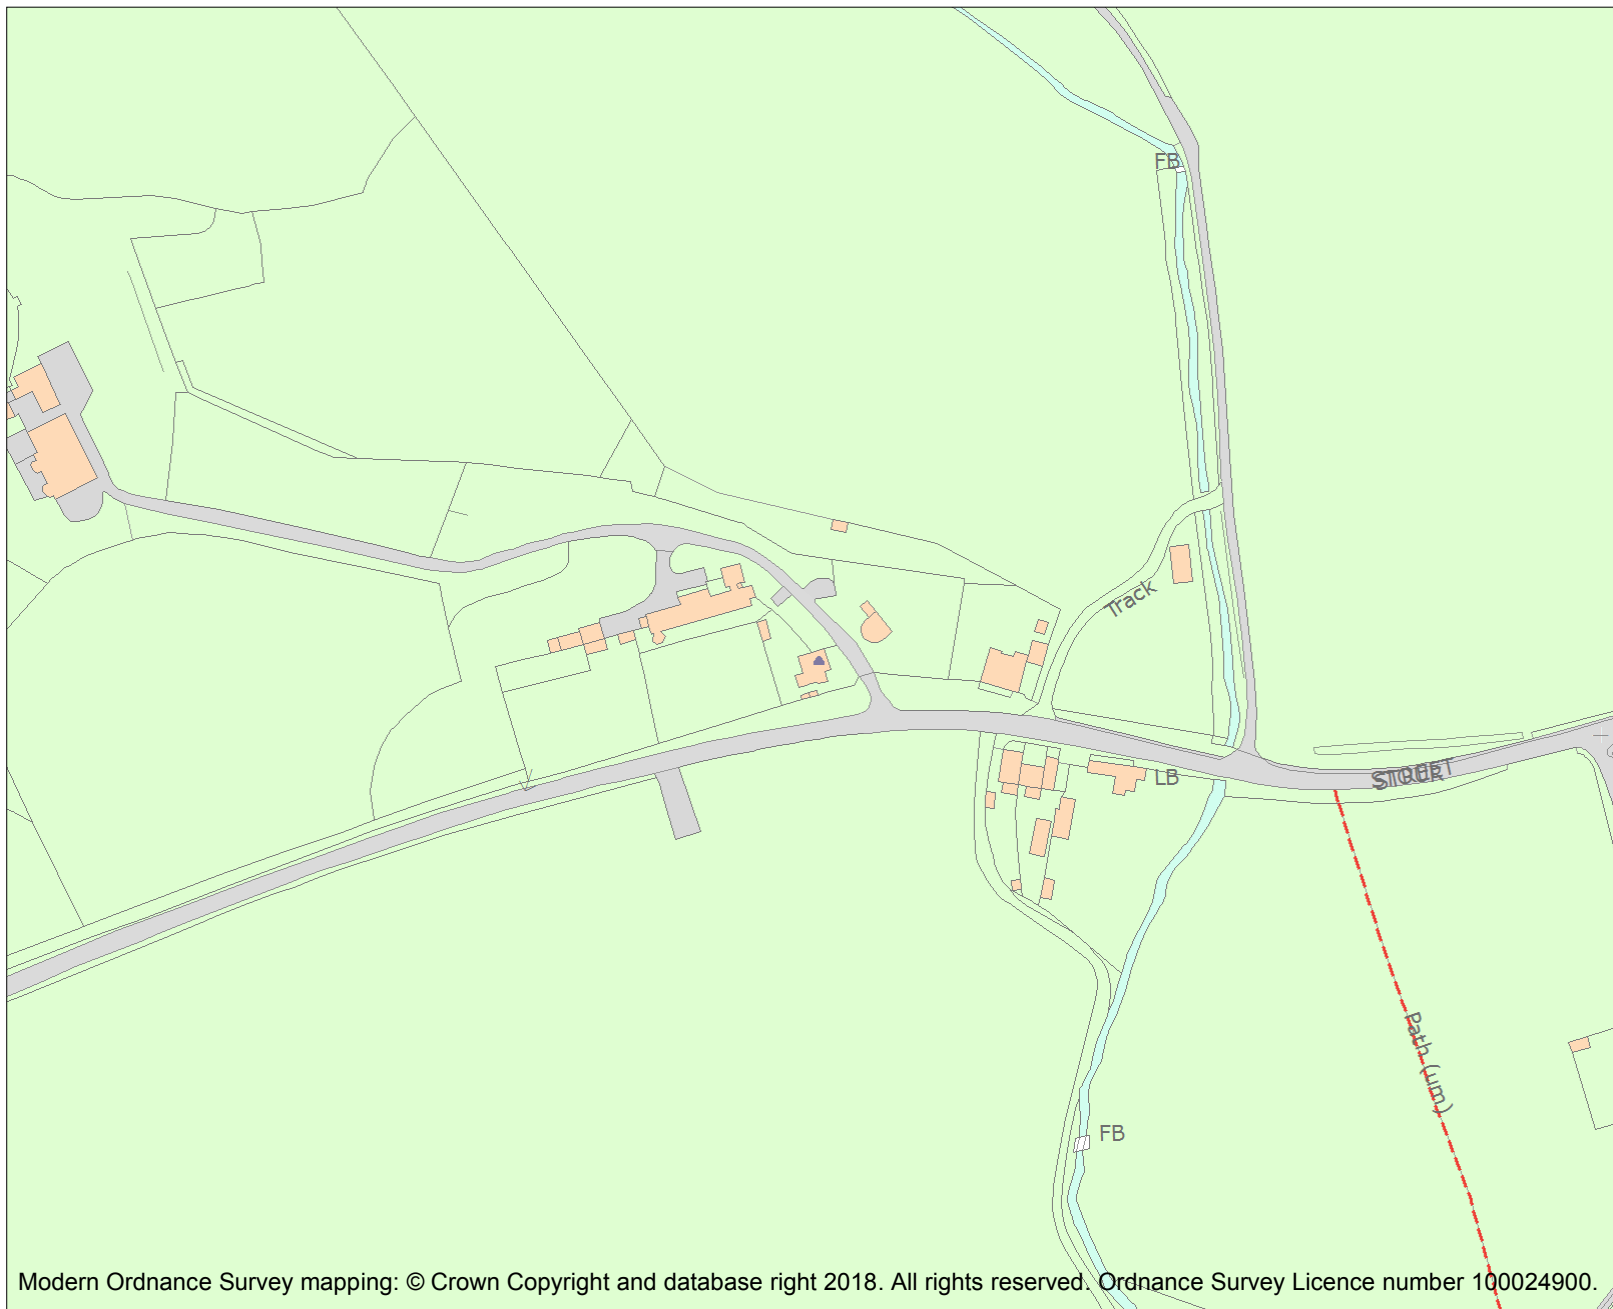 FB
Track
LB
STREET
Path (um)
FB
Modern Ordnance Survey mapping: © Crown Copyright and database right 2018. All rights reserved. Ordnance Survey Licence number 100024900.